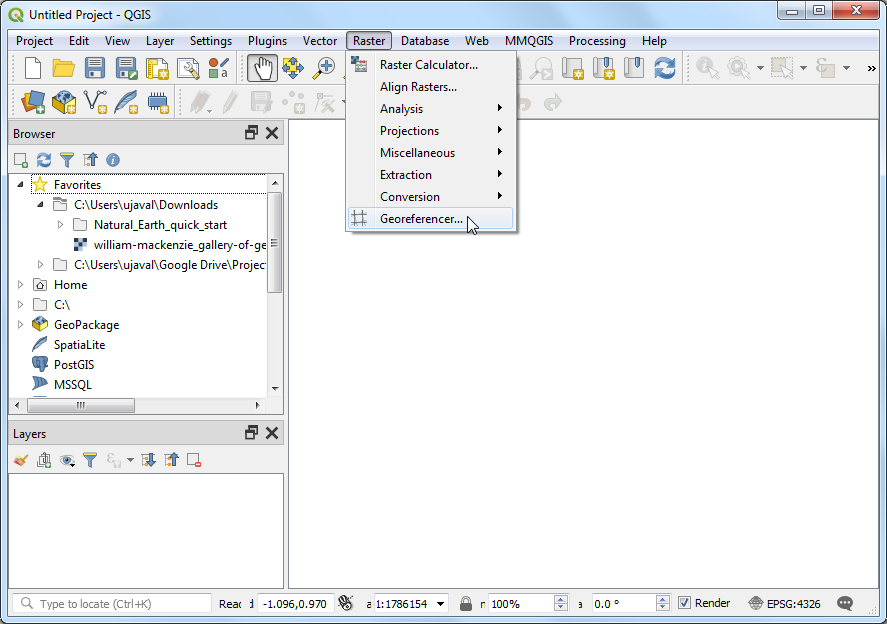 Untitled Project - QGIS
Project Edit View Layer Settings Plugins Vector Raster Database Web MMQGIS Processing Help
Raster Calculator...
Align Rasters...
Analysis
Projections
Miscellaneous
Extraction
Conversion
Georeferencer...
»
Browser
Favorites
C:\Users\ujaval\Downloads
Natural_Earth_quick_start
william-mackenzie_gallery-of-ge
C:\Users\ujaval\Google Drive\Projec
Home
C:\
GeoPackage
SpatiaLite
PostGIS
MSSQL
Layers
Type to locate (Ctrl+K) Reac -1.096,0.970 a 1:1786154 100% a 0.0 ° Render EPSG:4326